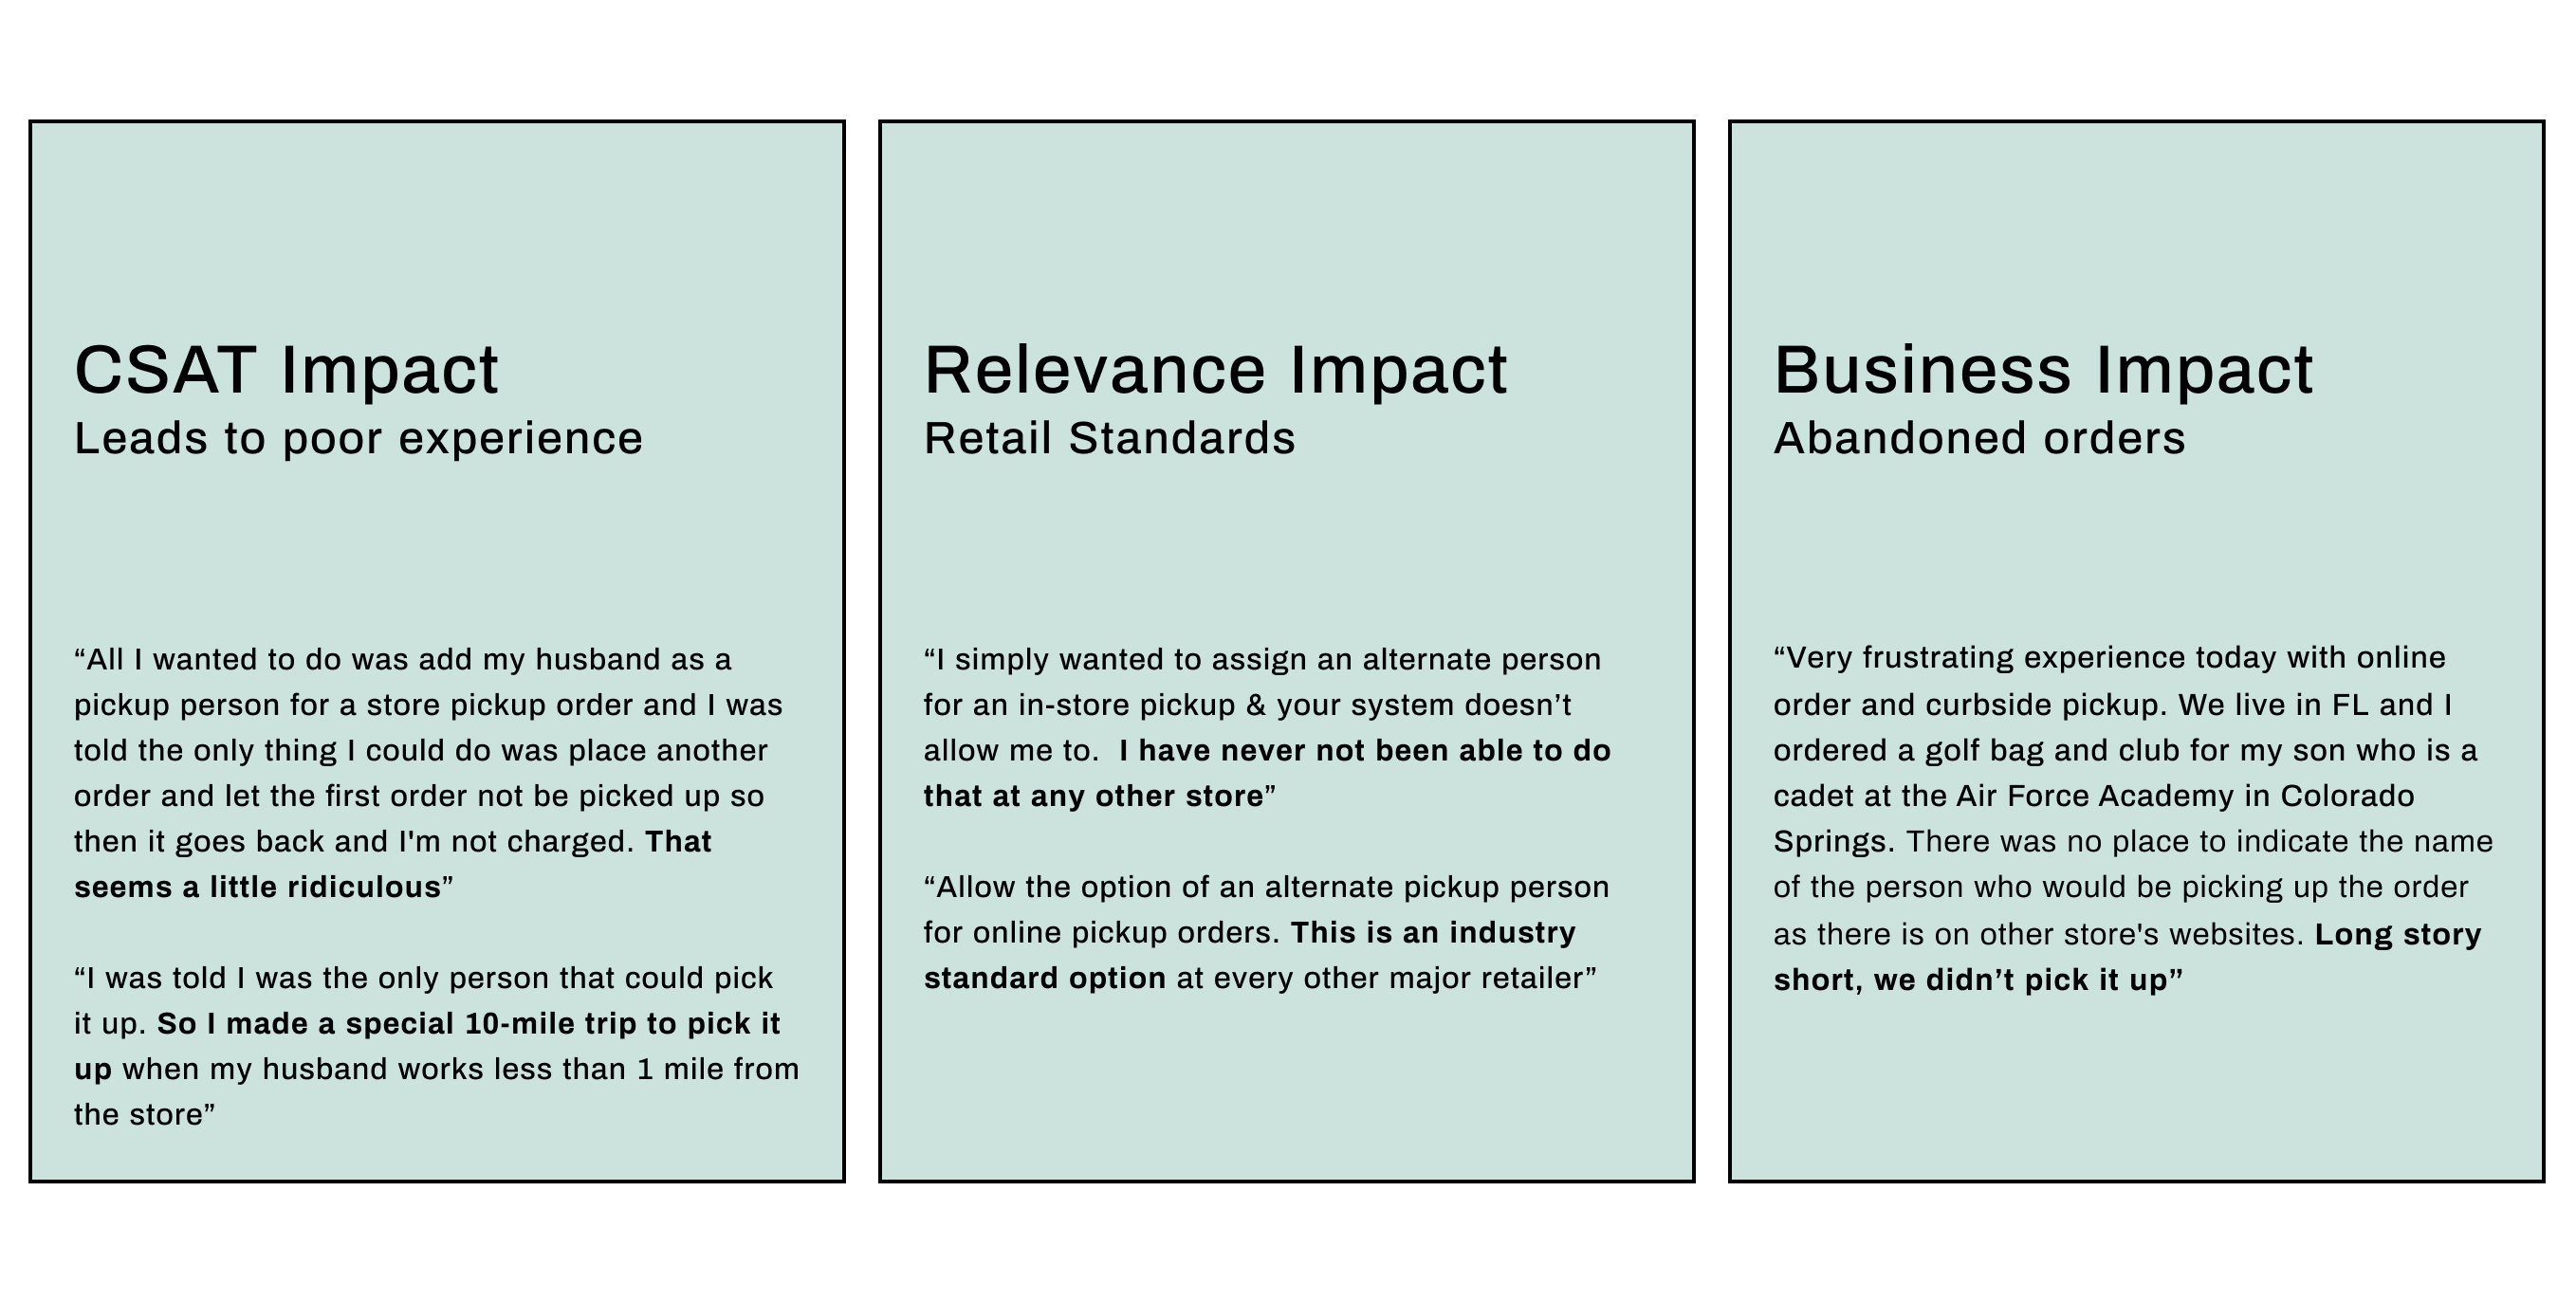 CSAT Impact
Leads to poor experience
“All I wanted to do was add my husband as a
pickup person for a store pickup order and I was
told the only thing I could do was place another
order and let the first order not be picked up so
then it goes back and I'm not charged. That
seems a little ridiculous”
“I was told I was the only person that could pick
it up. So I made a special 10-mile trip to pick it
up when my husband works less than 1 mile from
the store”
Relevance Impact
Retail Standards
“I simply wanted to assign an alternate person
for an in-store pickup & your system doesn’t
allow me to.  I have never not been able to do
that at any other store”
“Allow the option of an alternate pickup person
for online pickup orders. This is an industry
standard option at every other major retailer”
Business Impact
Abandoned orders
“Very frustrating experience today with online
order and curbside pickup. We live in FL and I
ordered a golf bag and club for my son who is a
cadet at the Air Force Academy in Colorado
Springs. There was no place to indicate the name
of the person who would be picking up the order
as there is on other store's websites. Long story
short, we didn’t pick it up”